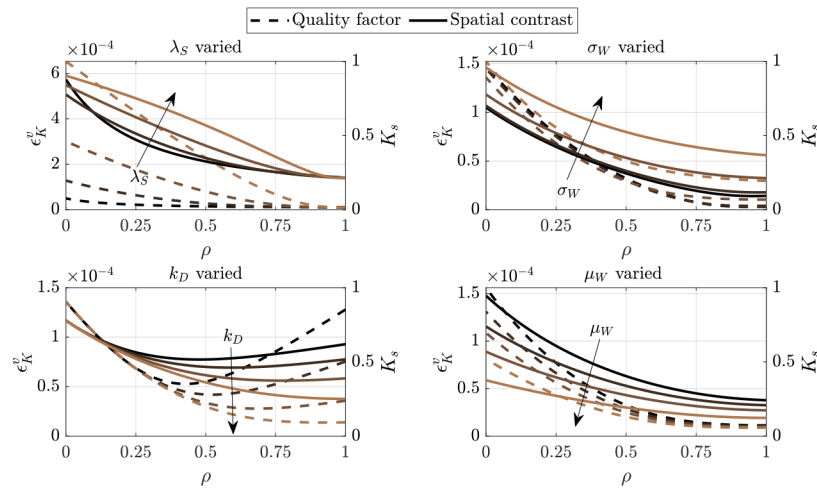 Quality factor Spatial contrast
×10⁻⁴ λ_S varied
6
4
2
0
ϵ_K^v
1
0.5
0
K_s
λ_S
0 0.25 0.5 0.75 1
ρ
×10⁻⁴ σ_W varied
1.5
1
0.5
0
ϵ_K^v
1
0.5
0
K_s
σ_W
0 0.25 0.5 0.75 1
ρ
×10⁻⁴ k_D varied
1.5
1
0.5
0
ϵ_K^v
1
0.5
0
K_s
k_D
0 0.25 0.5 0.75 1
ρ
×10⁻⁴ μ_W varied
1.5
1
0.5
0
ϵ_K^v
1
0.5
0
K_s
μ_W
0 0.25 0.5 0.75 1
ρ